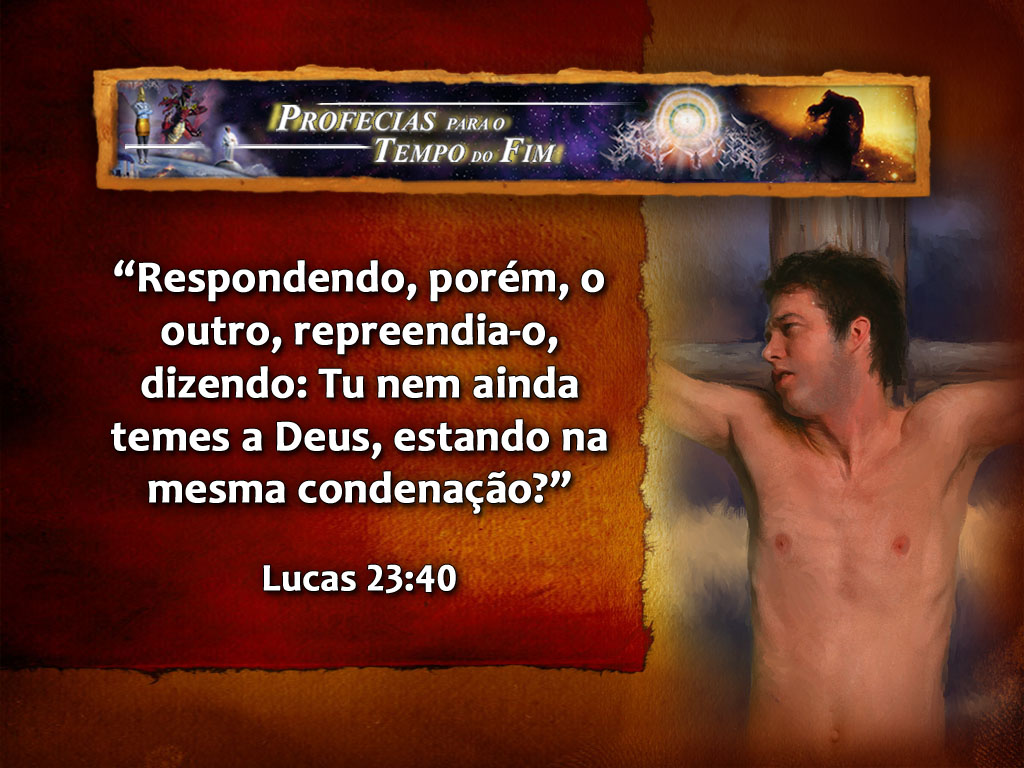 PROFECIAS PARA O
TEMPO DO FIM
“Respondendo, porém, o
outro, repreendia-o,
dizendo: Tu nem ainda
temes a Deus, estando na
mesma condenação?”
Lucas 23:40